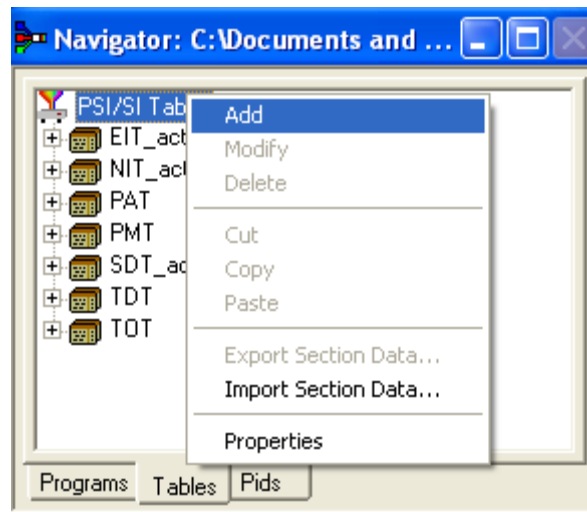 Navigator: C:\Documents and ...
PSI/SI Tab
EIT_act
NIT_act
PAT
PMT
SDT_ac
TDT
TOT
Add
Modify
Delete
Cut
Copy
Paste
Export Section Data...
Import Section Data...
Properties
Programs Tables Pids